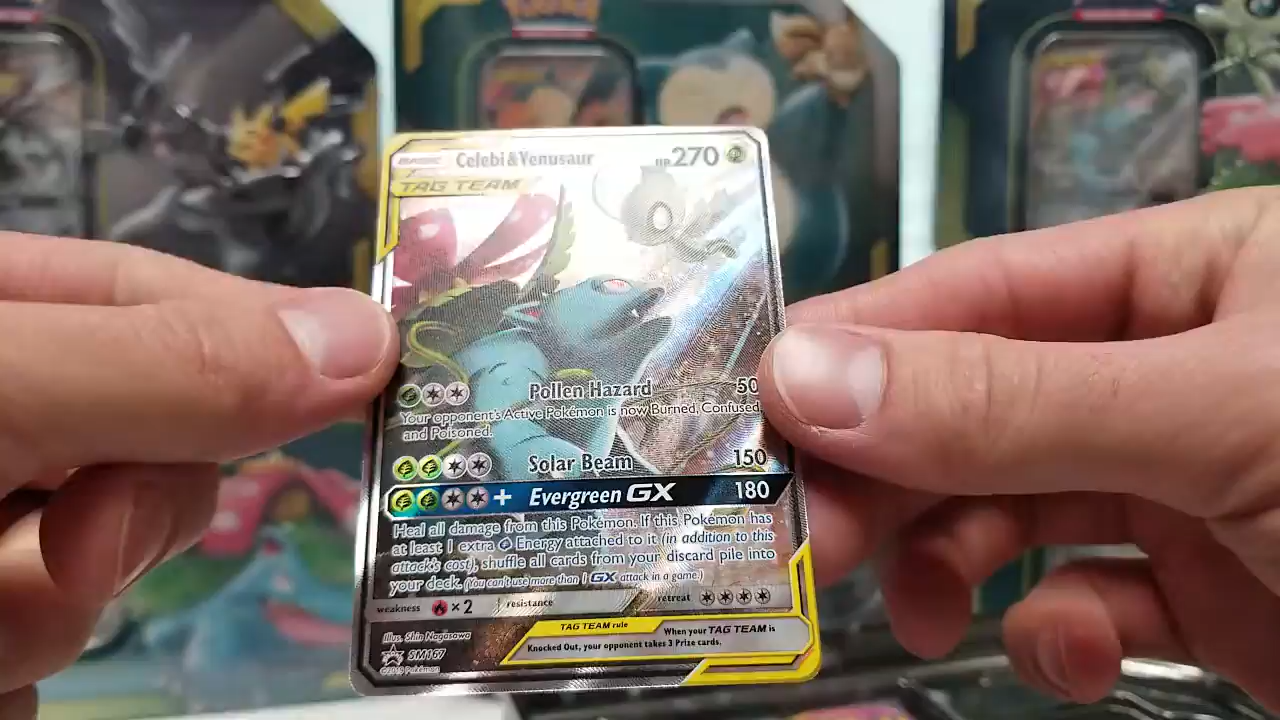 BASIC Celebi&Venusaur HP270
TAG TEAM
Pollen Hazard 50
Your opponent's Active Pokémon is now Burned, Confused,
and Poisoned.
Solar Beam 150
+ Evergreen GX 180
Heal all damage from this Pokémon. If this Pokémon has
at least 1 extra Energy attached to it (in addition to this
attack's cost), shuffle all cards from your discard pile into
your deck. (You can't use more than 1 GX attack in a game.)
weakness ×2 resistance retreat
TAG TEAM rule When your TAG TEAM is
Knocked Out, your opponent takes 3 Prize cards.
Illus. Shin Nagasawa
SM167
©2019 Pokémon